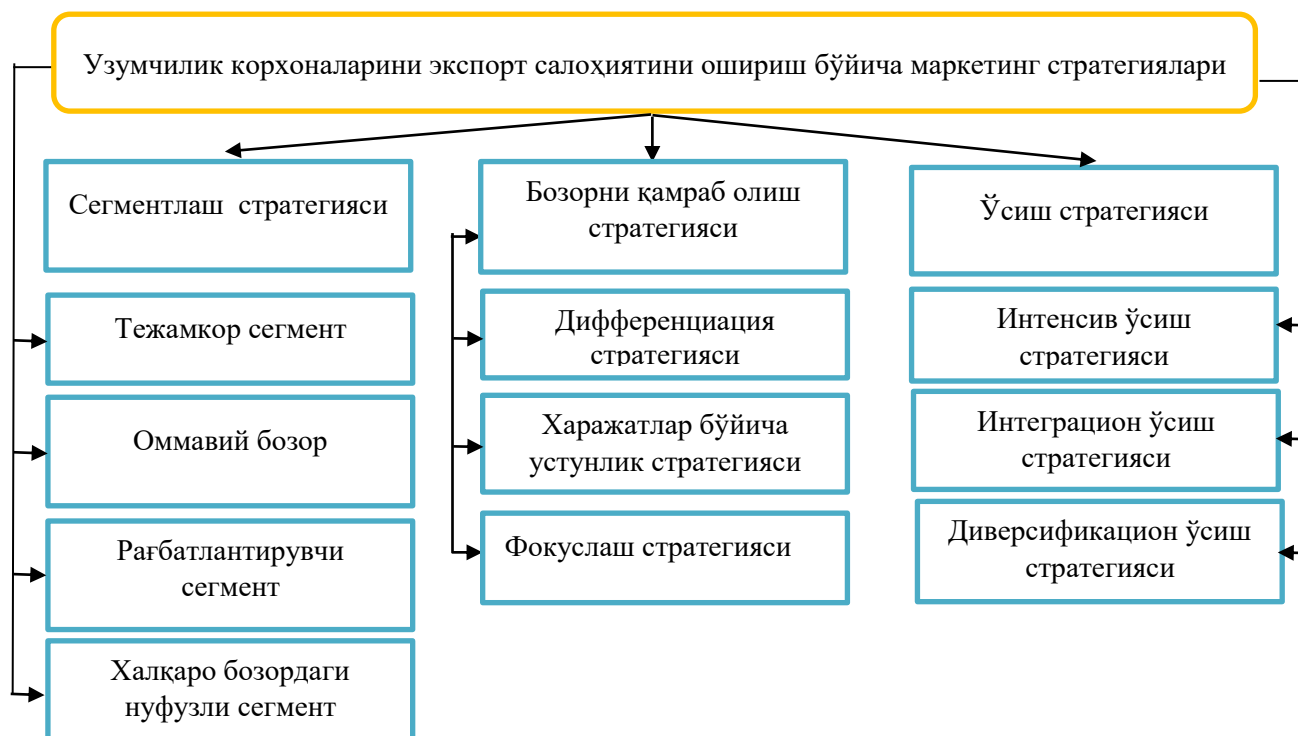 Узумчилик корхоналарини экспорт салоҳиятини ошириш бўйича маркетинг стратегиялари
Сегментлаш стратегияси
Тежамкор сегмент
Оммавий бозор
Рағбатлантирувчи
сегмент
Халқаро бозордаги
нуфузли сегмент
Бозорни қамраб олиш
стратегияси
Дифференциация
стратегияси
Харажатлар бўйича
устунлик стратегияси
Фокуслаш стратегияси
Ўсиш стратегияси
Интенсив ўсиш
стратегияси
Интеграцион ўсиш
стратегияси
Диверсификацион ўсиш
стратегияси